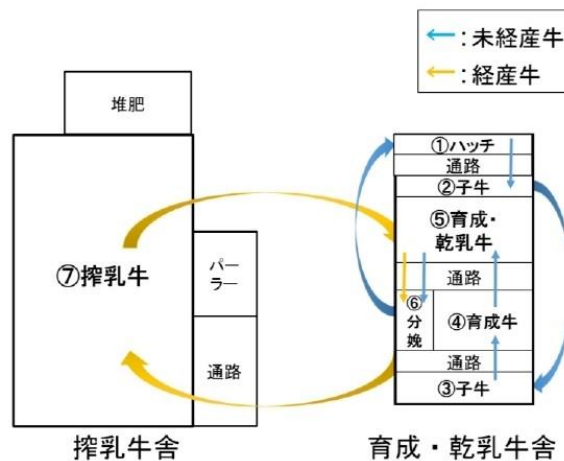 ←：未経産牛
←：経産牛
堆肥
⑦搾乳牛
パー
ラー
通路
搾乳牛舎
①ハッチ
通路
②子牛
⑤育成・
乾乳牛
通路
⑥
分
娩
④育成牛
通路
③子牛
育成・乾乳牛舎